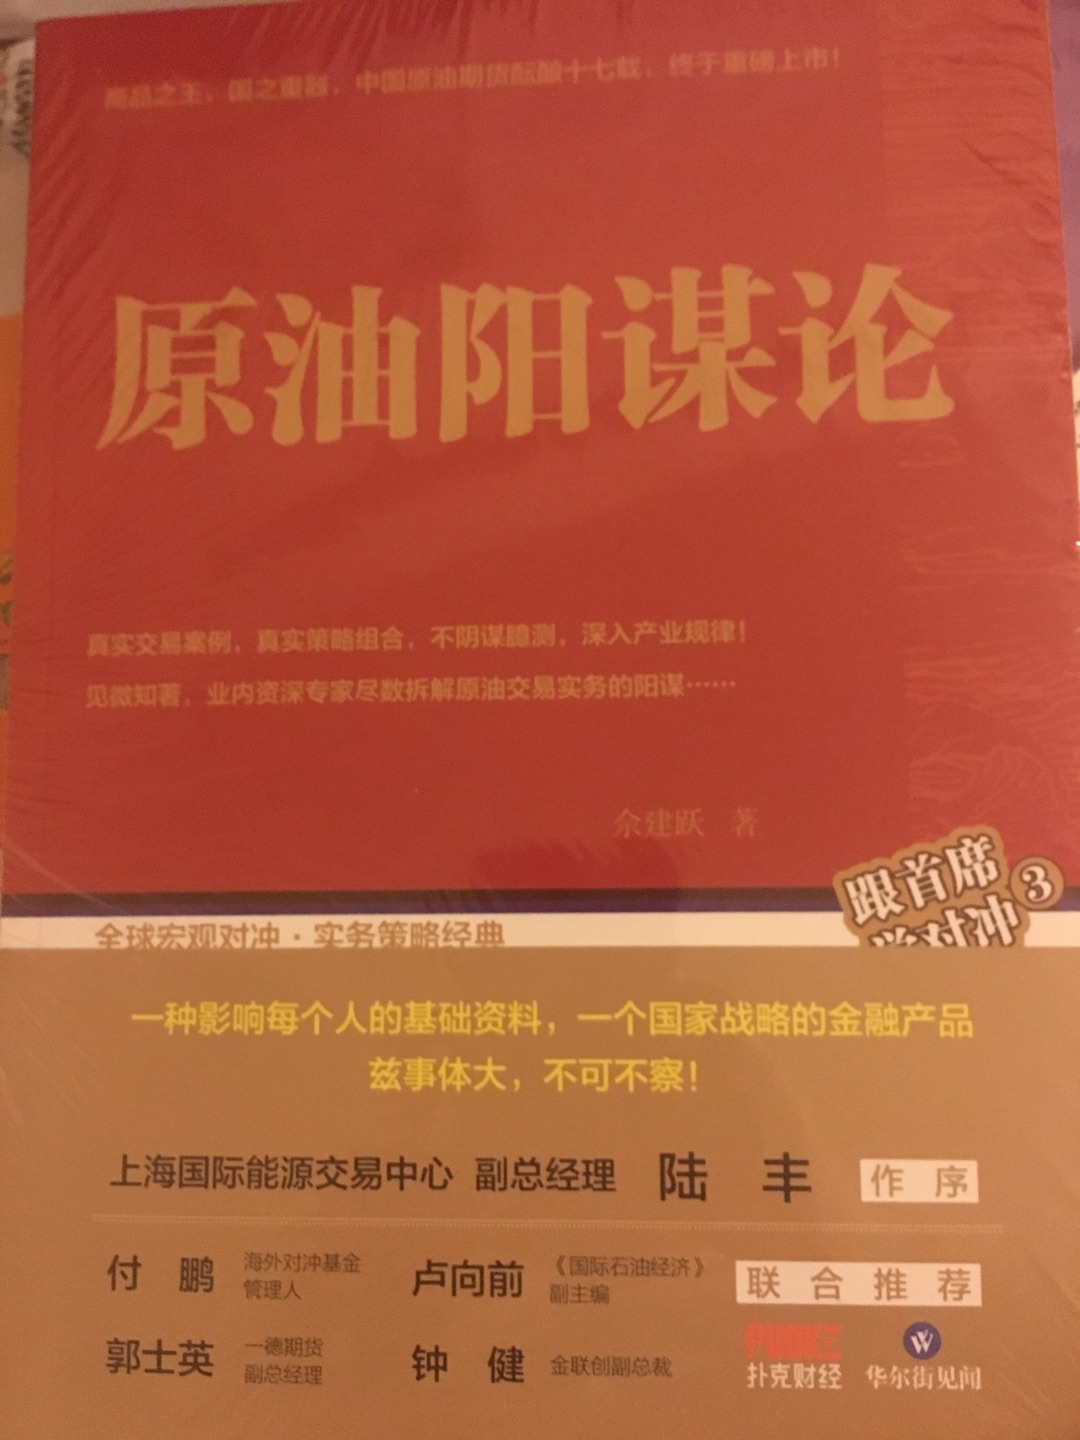 商品之王，国之重器，中国原油期货酝酿十七载，终于重磅上市！
原油阳谋论
真实交易案例，真实策略组合，不阴谋臆测，深入产业规律！
见微知著，业内资深专家尽数拆解原油交易实务的阳谋……
佘建跃 著
跟首席
学对冲
3
全球宏观对冲·实务策略经典
一种影响每个人的基础资料，一个国家战略的金融产品
兹事体大，不可不察！
上海国际能源交易中心 副总经理 陆丰 作序
付鹏 海外对冲基金
管理人
卢向前 《国际石油经济》
副主编
联合推荐
郭士英 一德期货
副总经理
钟健 金联创副总裁
PUOKE
扑克财经
W
华尔街见闻